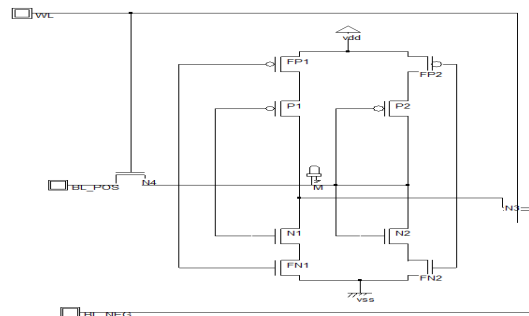 WL
vdd
FP1
FP2
P1
P2
BL_POS
N4
M
N3
N1
N2
FN1
FN2
vss
BL_NEG